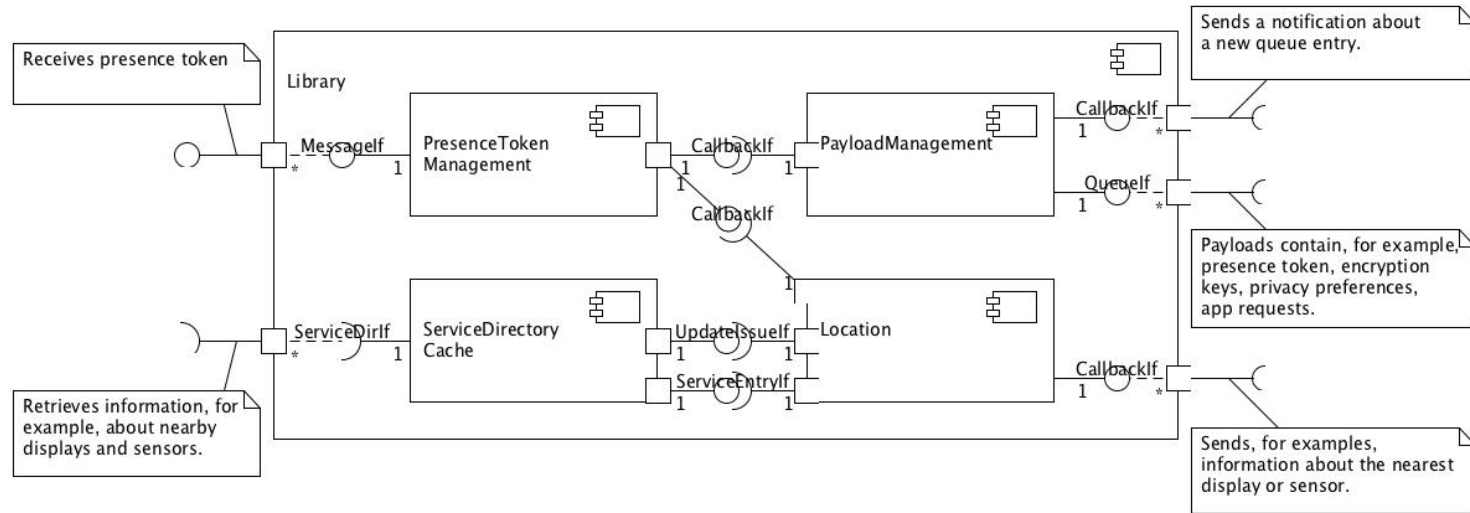 Sends a notification about
a new queue entry.
Receives presence token
Library
CallbackIf
1
*
MessageIf
*
1
PresenceToken
Management
CallbackIf
1
1
PayloadManagement
1
CallbackIf
1
QueueIf
1
*
Payloads contain, for example,
presence token, encryption
keys, privacy preferences,
app requests.
ServiceDirIf
*
1
ServiceDirectory
Cache
UpdateIssueIf
1
1
Location
ServiceEntryIf
1
1
CallbackIf
1
*
Retrieves information, for
example, about nearby
displays and sensors.
Sends, for examples,
information about the nearest
display or sensor.